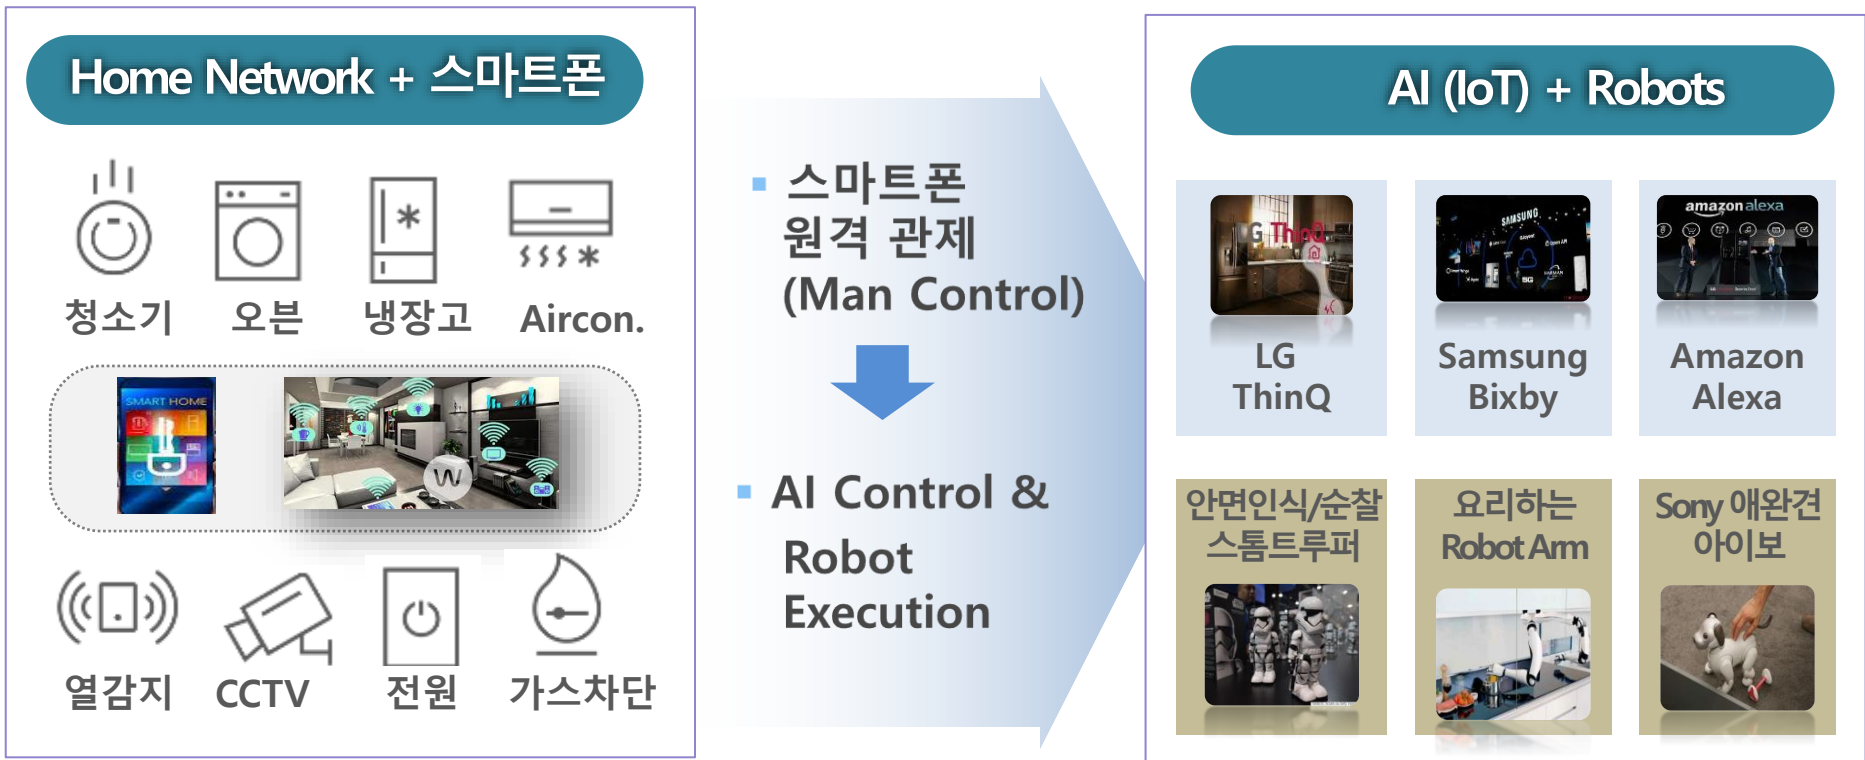 Home Network + 스마트폰
청소기
오븐
냉장고
Aircon.
SMART HOME
W
열감지
CCTV
전원
가스차단
스마트폰
원격 관제
(Man Control)
AI Control &
Robot
Execution
AI (IoT) + Robots
LG ThinQ
LG
ThinQ
SAMSUNG
Samsung
Bixby
amazon alexa
Amazon
Alexa
안면인식/순찰
스톰트루퍼
요리하는
Robot Arm
Sony 애완견
아이보